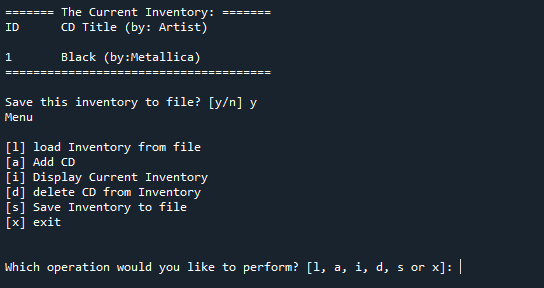 ======= The Current Inventory: =======
ID      CD Title (by: Artist)
1       Black (by:Metallica)
======================================
Save this inventory to file? [y/n] y
Menu
[l] load Inventory from file
[a] Add CD
[i] Display Current Inventory
[d] delete CD from Inventory
[s] Save Inventory to file
[x] exit
Which operation would you like to perform? [l, a, i, d, s or x]: